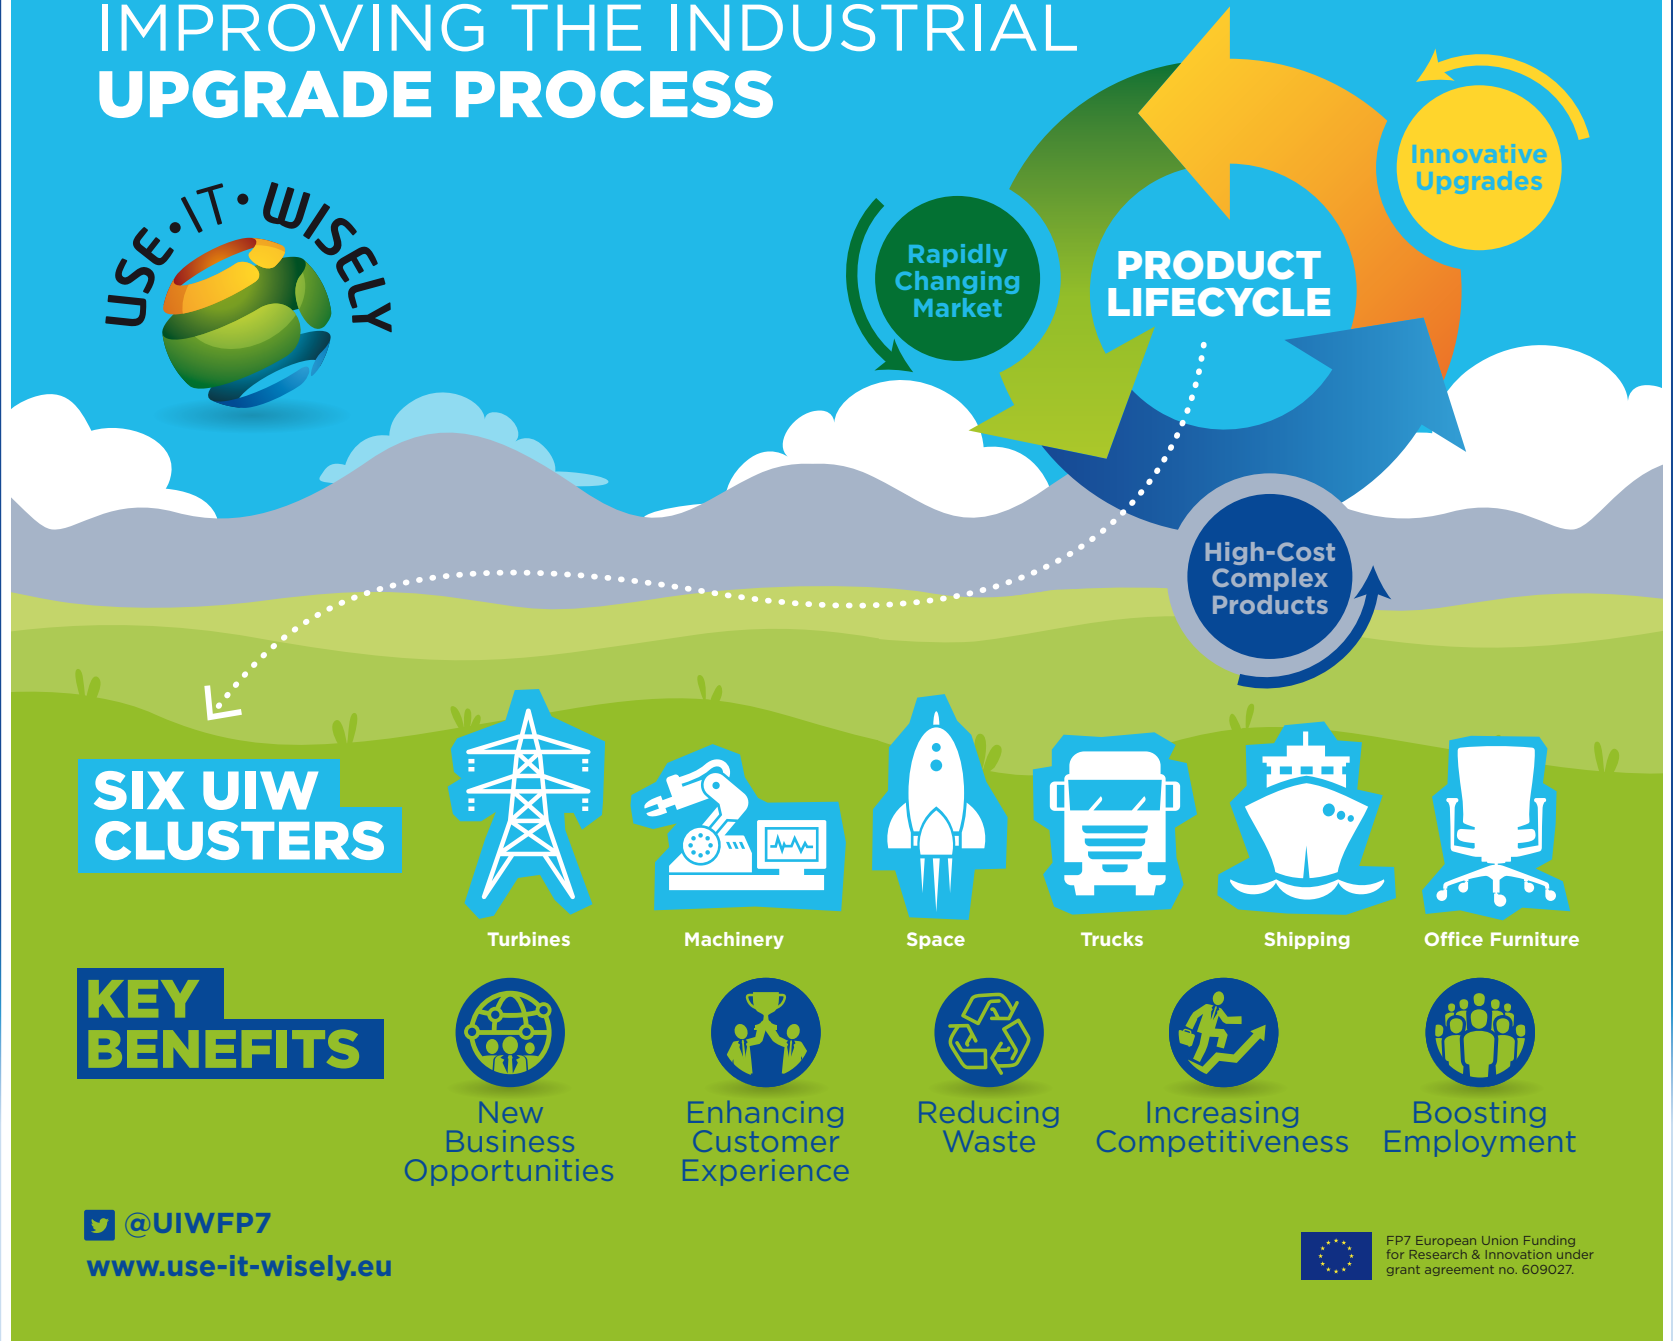 IMPROVING THE INDUSTRIAL
UPGRADE PROCESS
USE·IT·WISELY
Innovative
Upgrades
Rapidly
Changing
Market
PRODUCT
LIFECYCLE
High-Cost
Complex
Products
SIX UIW
CLUSTERS
Turbines
Machinery
Space
Trucks
Shipping
Office Furniture
KEY
BENEFITS
New
Business
Opportunities
Enhancing
Customer
Experience
Reducing
Waste
Increasing
Competitiveness
Boosting
Employment
@UIWFP7
www.use-it-wisely.eu
FP7 European Union Funding
for Research & Innovation under
grant agreement no. 609027.